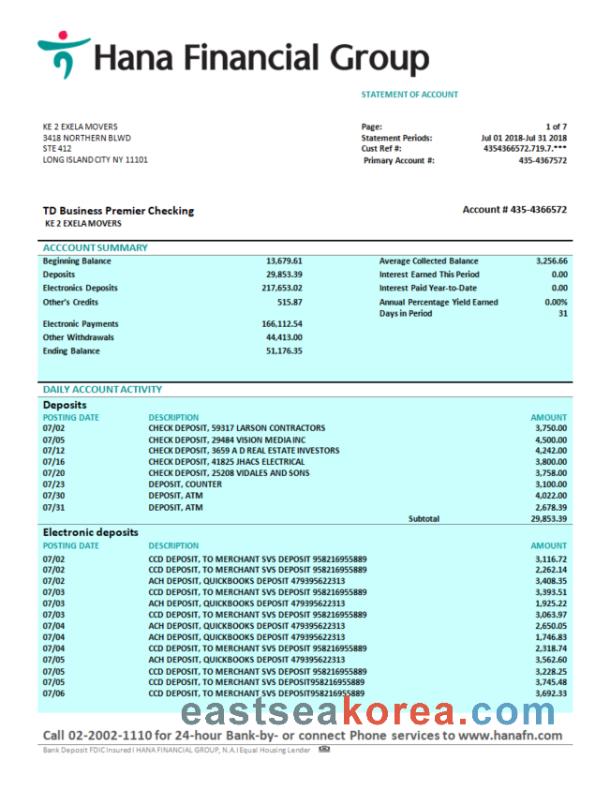 Hana Financial Group
STATEMENT OF ACCOUNT
KE 2 EXELA MOVERS
3418 NORTHERN BLWD
STE 412
LONG ISLAND CITY NY 11101
Page: 1 of 7
Statement Periods: Jul 01 2018-Jul 31 2018
Cust Ref #: 4354366572.719.7.***
Primary Account #: 435-4367572
TD Business Premier Checking
KE 2 EXELA MOVERS
Account # 435-4366572
ACCCOUNT SUMMARY
Beginning Balance 13,679.61 Average Collected Balance 3,256.66
Deposits 29,853.39 Interest Earned This Period 0.00
Electronics Deposits 217,653.02 Interest Paid Year-to-Date 0.00
Other's Credits 515.87 Annual Percentage Yield Earned 0.00%
Days in Period 31
Electronic Payments 166,112.54
Other Withdrawals 44,413.00
Ending Balance 51,176.35
DAILY ACCOUNT ACTIVITY
Deposits
POSTING DATE DESCRIPTION AMOUNT
07/02 CHECK DEPOSIT, 59317 LARSON CONTRACTORS 3,750.00
07/05 CHECK DEPOSIT, 29484 VISION MEDIA INC 4,500.00
07/12 CHECK DEPOSIT, 3659 A D REAL ESTATE INVESTORS 4,242.00
07/16 CHECK DEPOSIT, 41825 JHACS ELECTRICAL 3,800.00
07/20 CHECK DEPOSIT, 25208 VIDALES AND SONS 3,758.00
07/23 DEPOSIT, COUNTER 3,100.00
07/30 DEPOSIT, ATM 4,022.00
07/31 DEPOSIT, ATM 2,678.39
Subtotal 29,853.39
Electronic deposits
POSTING DATE DESCRIPTION AMOUNT
07/02 CCD DEPOSIT, TO MERCHANT SVS DEPOSIT 958216955889 3,116.72
07/02 CCD DEPOSIT, TO MERCHANT SVS DEPOSIT 958216955889 2,262.14
07/02 ACH DEPOSIT, QUICKBOOKS DEPOSIT 479395622313 3,408.35
07/03 CCD DEPOSIT, TO MERCHANT SVS DEPOSIT 958216955889 3,393.51
07/03 ACH DEPOSIT, QUICKBOOKS DEPOSIT 479395622313 1,925.22
07/03 CCD DEPOSIT, TO MERCHANT SVS DEPOSIT 958216955889 3,063.97
07/04 ACH DEPOSIT, QUICKBOOKS DEPOSIT 479395622313 2,650.05
07/04 ACH DEPOSIT, QUICKBOOKS DEPOSIT 479395622313 1,746.83
07/04 CCD DEPOSIT, TO MERCHANT SVS DEPOSIT 958216955889 2,318.74
07/05 ACH DEPOSIT, QUICKBOOKS DEPOSIT 479395622313 3,562.60
07/05 CCD DEPOSIT, TO MERCHANT SVS DEPOSIT 958216955889 3,228.25
07/05 CCD DEPOSIT, TO MERCHANT SVS DEPOSIT958216955889 3,745.48
07/06 CCD DEPOSIT, TO MERCHANT SVS DEPOSIT958216955889 3,692.33
eastseakorea.com
Call 02-2002-1110 for 24-hour Bank-by- or connect Phone services to www.hanafn.com
Bank Deposit FDIC Insured I HANA FINANCIAL GROUP, N.A.I Equal Housing Lender